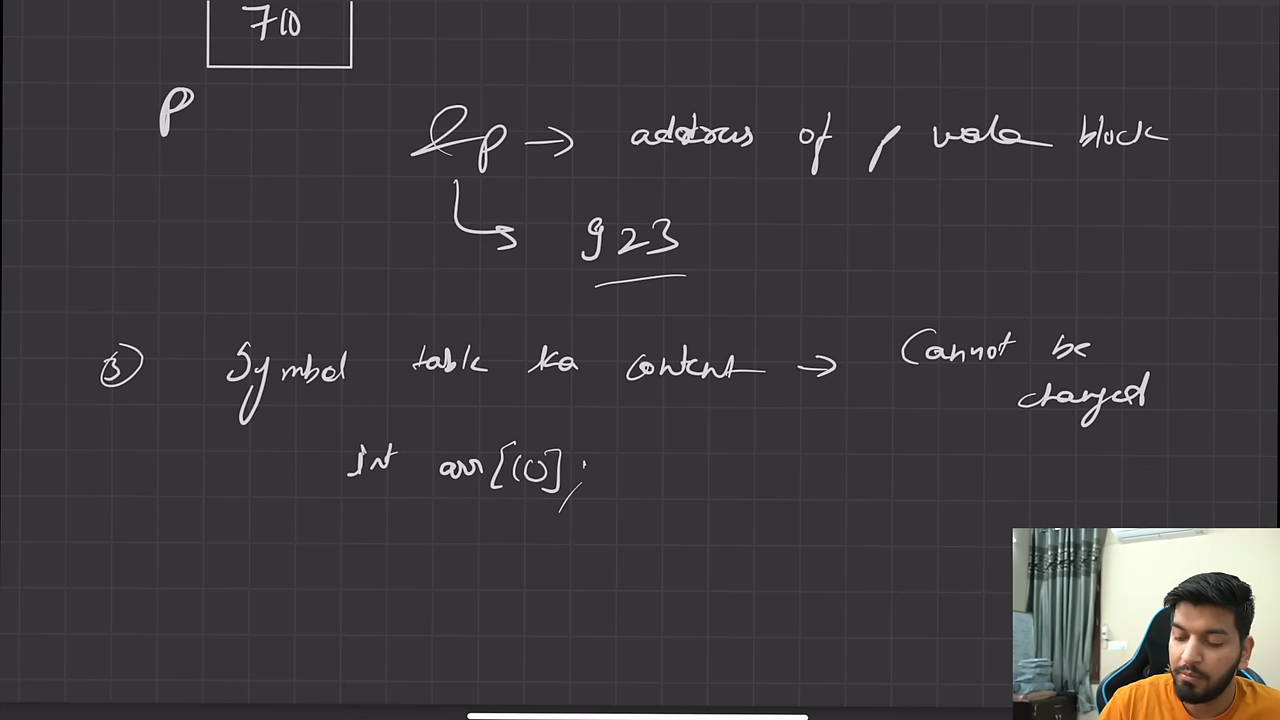 710
p
&p → address of p wala block
↳ 923
③ Symbol table ka content → Cannot be
changed
int arr[10];